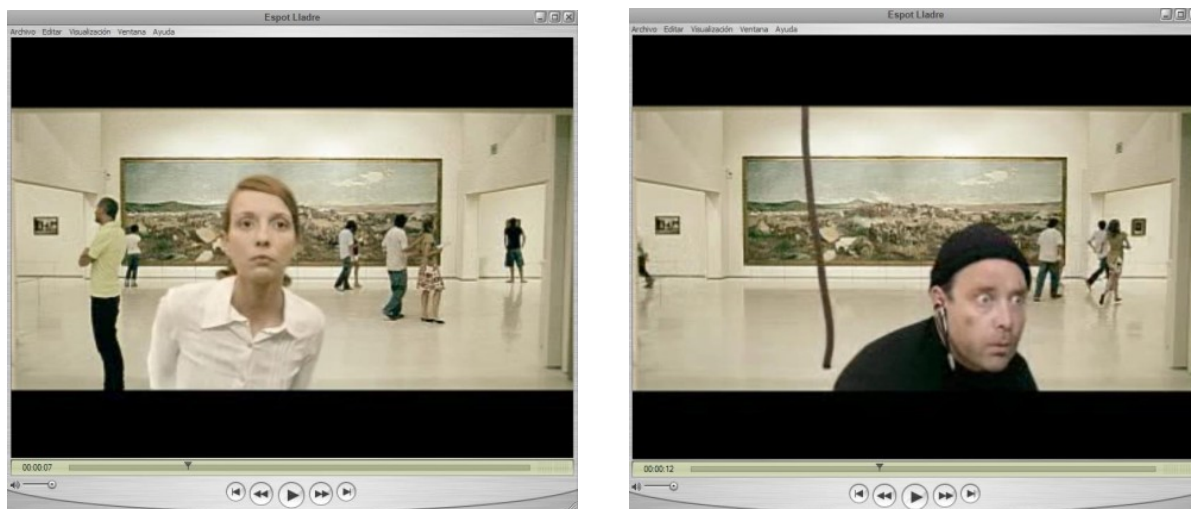 Espot Lladre
Archivo Editar Visualización Ventana Ayuda
00:00:07
Espot Lladre
Archivo Editar Visualización Ventana Ayuda
00:00:12